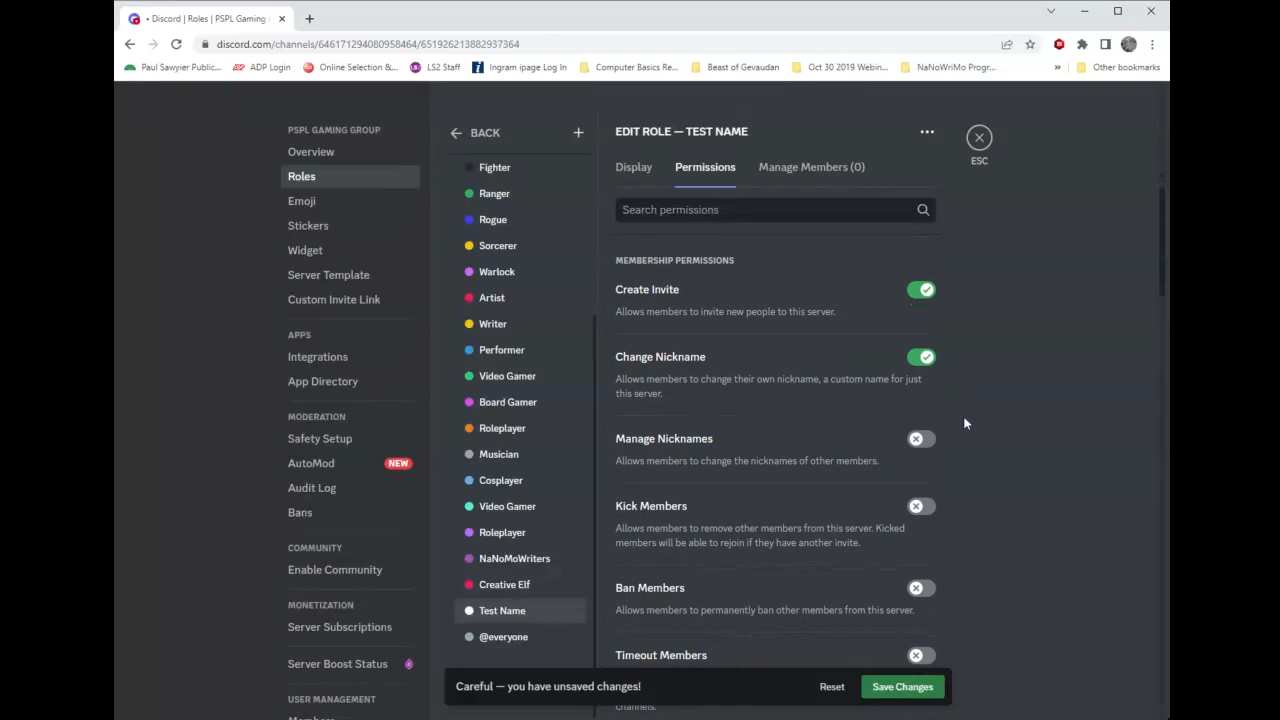 • Discord | Roles | PSPL Gaming
discord.com/channels/646171294080958464/651926213882937364
Paul Sawyier Public...
ADP Login
Online Selection &...
LS2 Staff
Ingram ipage Log In
Computer Basics Re...
Beast of Gevaudan
Oct 30 2019 Webin...
NaNoWriMo Progr...
»
Other bookmarks
PSPL GAMING GROUP
Overview
Roles
Emoji
Stickers
Widget
Server Template
Custom Invite Link
APPS
Integrations
App Directory
MODERATION
Safety Setup
AutoMod
NEW
Audit Log
Bans
COMMUNITY
Enable Community
MONETIZATION
Server Subscriptions
Server Boost Status
USER MANAGEMENT
Members
BACK
Fighter
Ranger
Rogue
Sorcerer
Warlock
Artist
Writer
Performer
Video Gamer
Board Gamer
Roleplayer
Musician
Cosplayer
Video Gamer
Roleplayer
NaNoMoWriters
Creative Elf
Test Name
@everyone
EDIT ROLE — TEST NAME
ESC
Display
Permissions
Manage Members (0)
Search permissions
MEMBERSHIP PERMISSIONS
Create Invite
Allows members to invite new people to this server.
Change Nickname
Allows members to change their own nickname, a custom name for just
this server.
Manage Nicknames
Allows members to change the nicknames of other members.
Kick Members
Allows members to remove other members from this server. Kicked
members will be able to rejoin if they have another invite.
Ban Members
Allows members to permanently ban other members from this server.
Timeout Members
Careful — you have unsaved changes!
Reset
Save Changes
channels.